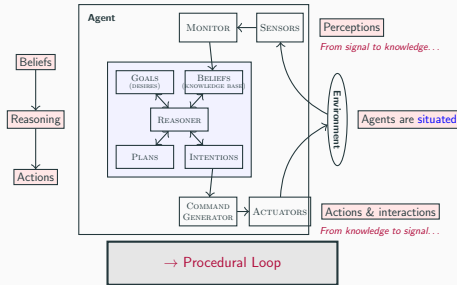 Agent
MONITOR
SENSORS
Perceptions
From signal to knowledge...
Beliefs
GOALS
(DESIRES)
BELIEFS
(KNOWLEDGE BASE)
Reasoning
REASONER
Environment
Agents are situated
PLANS
INTENTIONS
Actions
COMMAND
GENERATOR
ACTUATORS
Actions & interactions
From knowledge to signal...
→ Procedural Loop